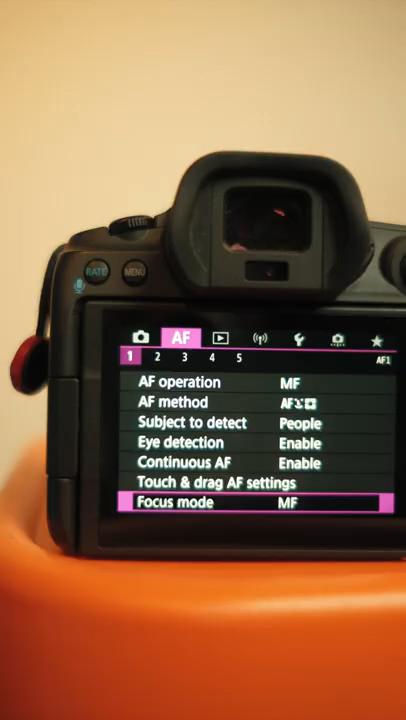 RATE
MENU
AF
1 2 3 4 5 AF1
AF operation MF
AF method AF
Subject to detect People
Eye detection Enable
Continuous AF Enable
Touch & drag AF settings
Focus mode MF